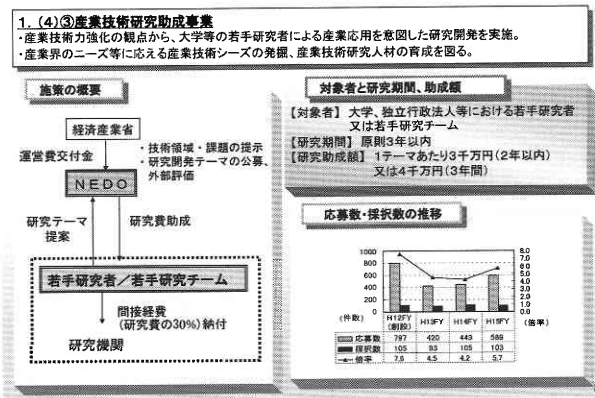 1．(4)③産業技術研究助成事業
・産業技術力強化の観点から、大学等の若手研究者による産業応用を意図した研究開発を実施。
・産業界のニーズ等に応える産業技術シーズの発掘、産業技術研究人材の育成を図る。
施策の概要
経済産業省
運営費交付金
・技術領域・課題の提示
・研究開発テーマの公募、
外部評価
NEDO
研究テーマ
提案
研究費助成
若手研究者／若手研究チーム
間接経費
(研究費の30%)納付
研究機関
対象者と研究期間、助成額
【対象者】 大学、独立行政法人等における若手研究者
又は若手研究チーム
【研究期間】 原則3年以内
【研究助成額】 1テーマあたり3千万円(2年以内)
又は4千万円(3年間)
応募数・採択数の推移
1000
800
600
400
200
0
(件数)
8.0
7.0
6.0
5.0
4.0
3.0
2.0
1.0
0.0
(倍率)
H12FY
(創設)
H13FY
H14FY
H15FY
応募数 797 420 443 589
採択数 105 93 105 103
倍率 7.6 4.5 4.2 5.7